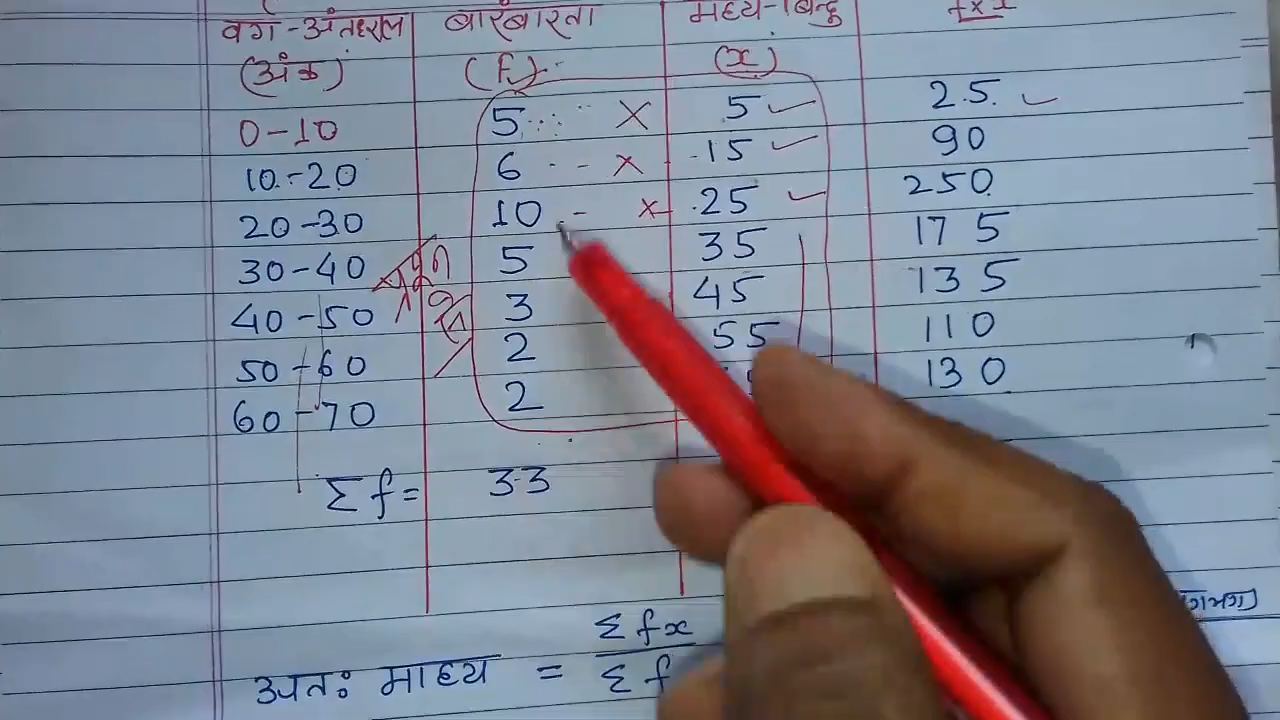 वर्ग-अंतराल बारंबारता मध्य-बिन्दु f x x
(अंक) (f) (x)
0-10 5 x 5 25
10-20 6 x 15 90
20-30 10 x 25 250
30-40 5 35 175
40-50 3 45 135
50-60 2 55 110
60-70 2 130
Σf= 33
अतः माध्य = Σfx
Σf